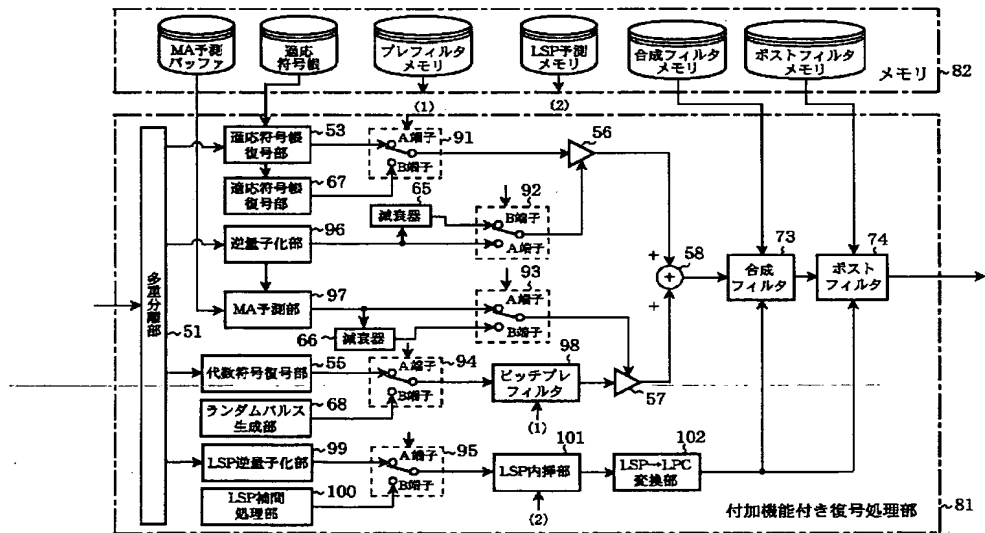 MA予測
バッファ
適応
符号帳
プレフィルタ
メモリ
LSP予測
メモリ
合成フィルタ
メモリ
ポストフィルタ
メモリ
メモリ
82
(1)
(2)
適応符号帳
復号部
53
A端子
91
B端子
56
適応符号帳
復号部
67
65
減衰器
92
B端子
A端子
逆量子化部
96
+
58
+
+
73
合成
フィルタ
74
ポスト
フィルタ
多重分離部
51
MA予測部
97
93
A端子
B端子
66
減衰器
代数符号復号部
55
A端子
94
B端子
98
ピッチプレ
フィルタ
57
(1)
ランダムパルス
生成部
68
LSP逆量子化部
99
A端子
95
B端子
101
LSP内挿部
102
LSP→LPC
変換部
(2)
LSP補間
処理部
100
付加機能付き復号処理部
81